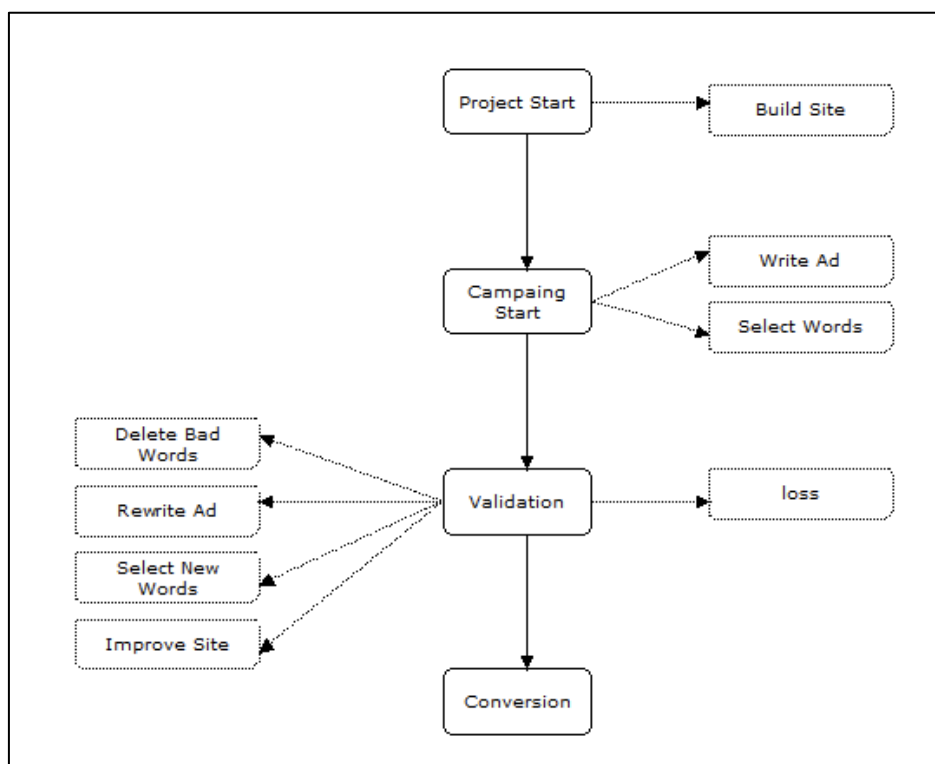 Project Start
Build Site
Campaing
Start
Write Ad
Select Words
Delete Bad
Words
Rewrite Ad
Select New
Words
Improve Site
Validation
loss
Conversion